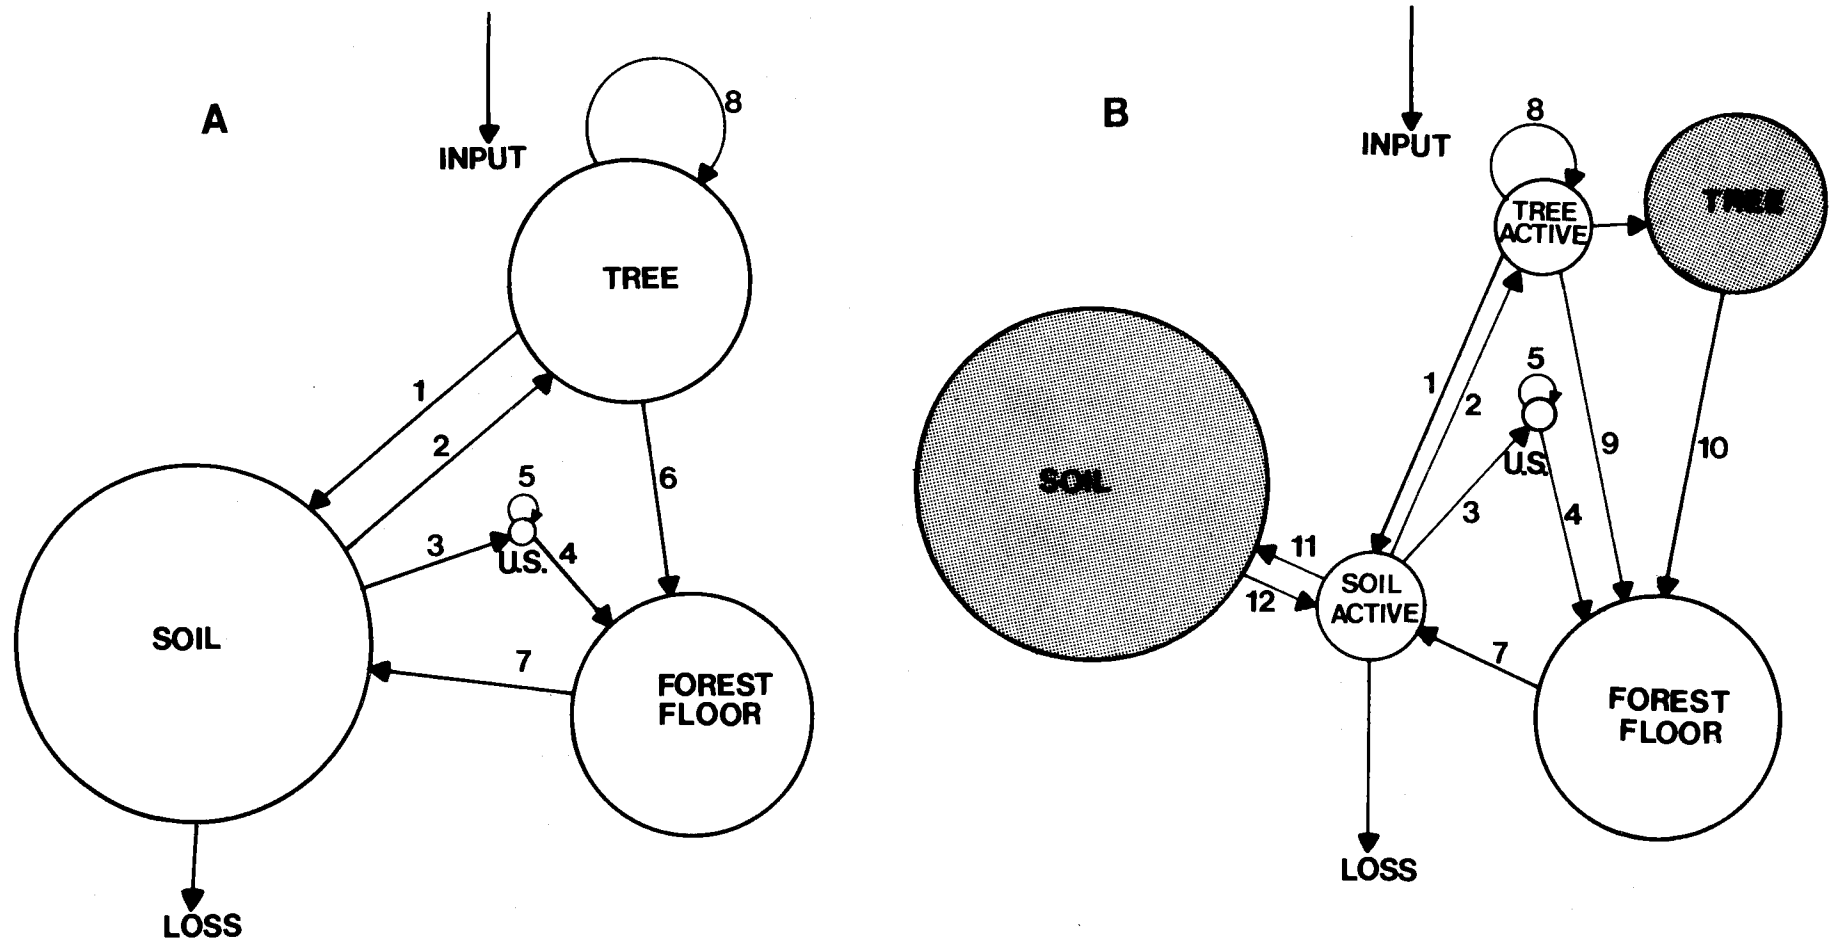 A
INPUT
8
TREE
1
2
6
5
3
U.S.
4
SOIL
7
FOREST
FLOOR
LOSS
B
INPUT
8
TREE
ACTIVE
TREE
1
2
5
U.S.
9
10
SOIL
3
4
11
12
SOIL
ACTIVE
7
FOREST
FLOOR
LOSS